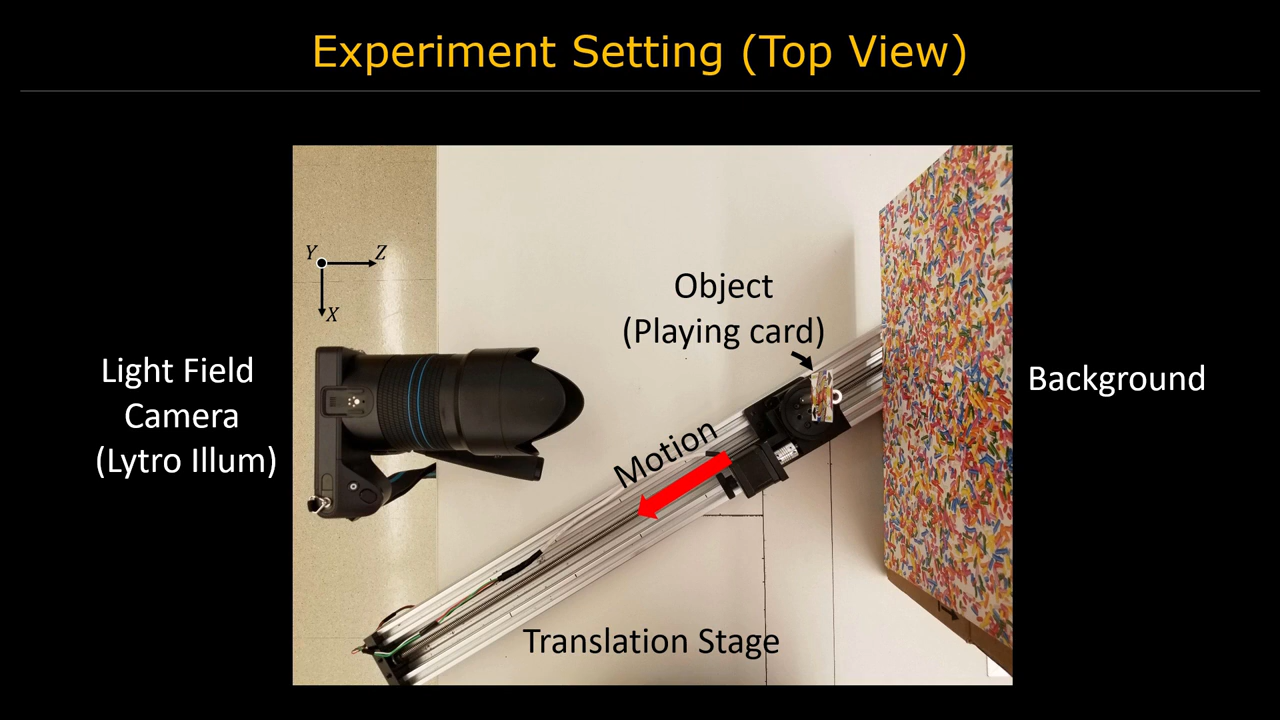 Experiment Setting (Top View)
Y
Z
X
Object
(Playing card)
Light Field
Camera
(Lytro Illum)
Background
Motion
Translation Stage